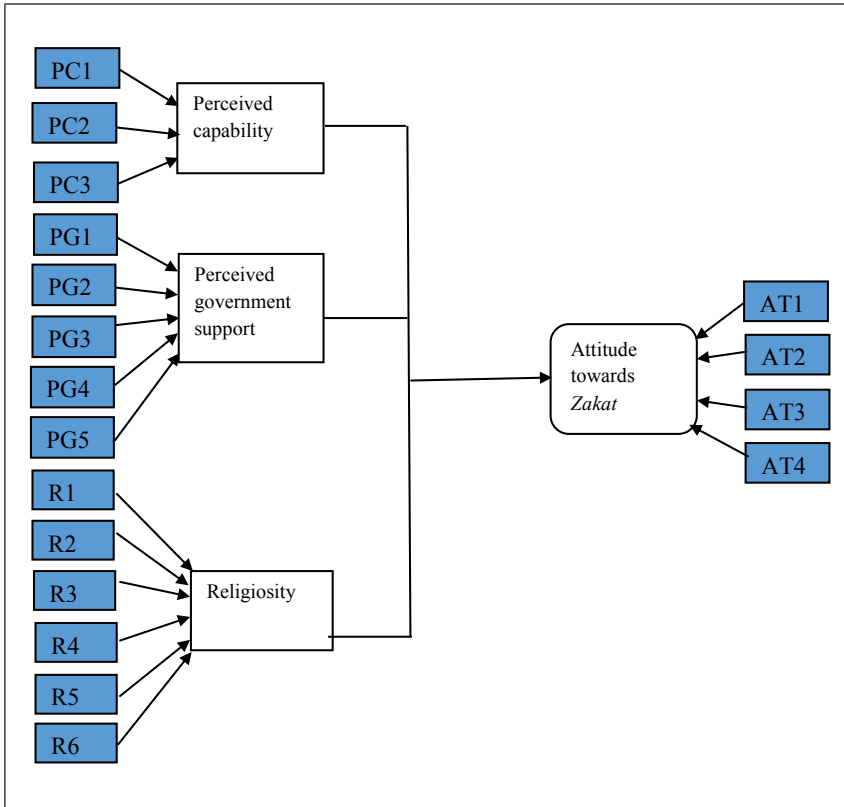 PC1
PC2
PC3
Perceived
capability
PG1
PG2
PG3
PG4
PG5
Perceived
government
support
R1
R2
R3
R4
R5
R6
Religiosity
Attitude
towards
Zakat
AT1
AT2
AT3
AT4